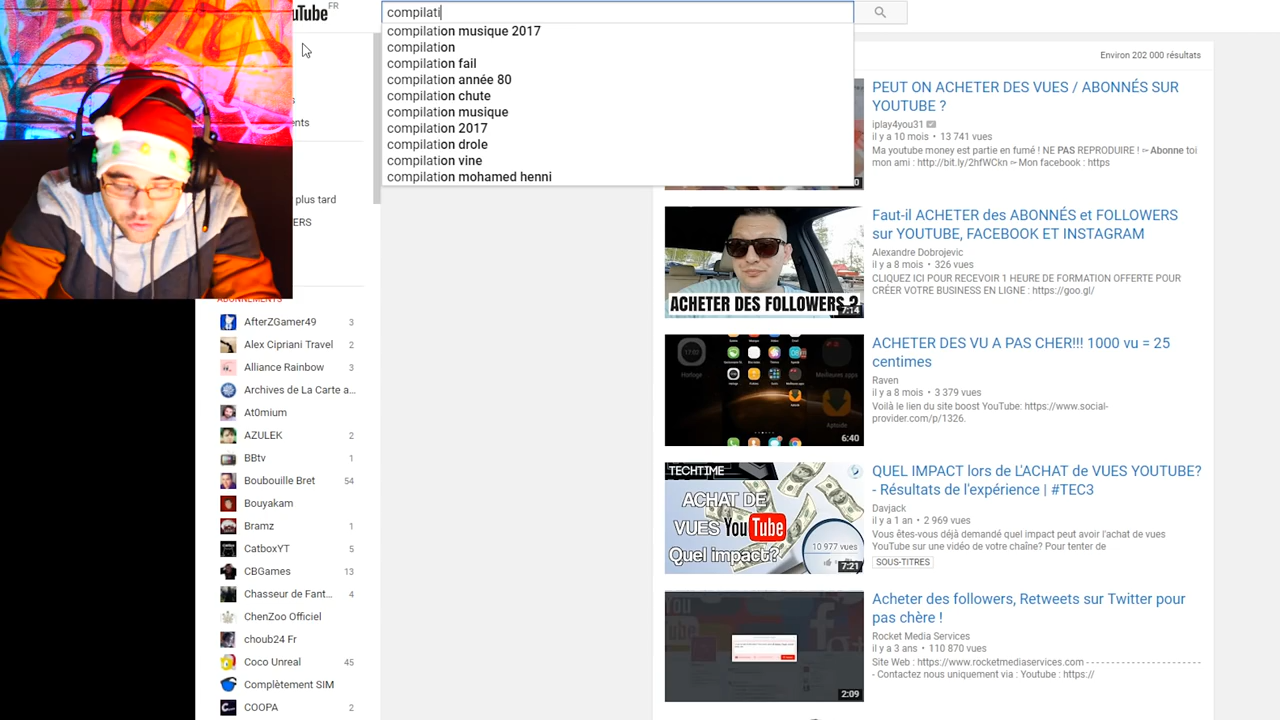 uTube FR
compilati
compilation musique 2017
compilation
compilation fail
compilation année 80
compilation chute
compilation musique
compilation 2017
compilation drole
compilation vine
compilation mohamed henni
plus tard
ERS
ABONNEMENTS
AfterZGamer49 3
Alex Cipriani Travel 2
Alliance Rainbow 3
Archives de La Carte a...
At0mium
AZULEK 2
BBtv 1
Boubouille Bret 54
Bouyakam
Bramz 1
CatboxYT 5
CBGames 13
Chasseur de Fant... 4
ChenZoo Officiel
choub24 Fr
Coco Unreal 45
Complètement SIM
COOPA 2
Environ 202 000 résultats
PEUT ON ACHETER DES VUES / ABONNÉS SUR
YOUTUBE ?
iplay4you31
il y a 10 mois • 13 741 vues
Ma youtube money est partie en fumé ! NE PAS REPRODUIRE ! ➣ Abonne toi
mon ami : http://bit.ly/2hfWCkn ➣ Mon facebook : https
ACHETER DES FOLLOWERS ?
7:14
Faut-il ACHETER des ABONNÉS et FOLLOWERS
sur YOUTUBE, FACEBOOK ET INSTAGRAM
Alexandre Dobrojevic
il y a 8 mois • 326 vues
CLIQUEZ ICI POUR RECEVOIR 1 HEURE DE FORMATION OFFERTE POUR
CRÉER VOTRE BUSINESS EN LIGNE : https://goo.gl/
Horloge
6:40
ACHETER DES VU A PAS CHER!!! 1000 vu = 25
centimes
Raven
il y a 8 mois • 3 379 vues
Voilà le lien du site boost YouTube: https://www.social-
provider.com/p/1326.
TECHTIME
ACHAT DE
VUES YouTube
Quel impact?
10 977 vues
7:21
QUEL IMPACT lors de L'ACHAT de VUES YOUTUBE?
- Résultats de l'expérience | #TEC3
Davjack
il y a 1 an • 2 969 vues
Vous êtes-vous déjà demandé quel impact peut avoir l'achat de vues
YouTube sur une vidéo de votre chaîne? Pour tenter de
SOUS-TITRES
2:09
Acheter des followers, Retweets sur Twitter pour
pas chère !
Rocket Media Services
il y a 3 ans • 110 870 vues
Site Web : https://www.rocketmediaservices.com - - - - - - - - - - - - - - - - - - - - -
- Contactez nous uniquement via : Youtube : https://